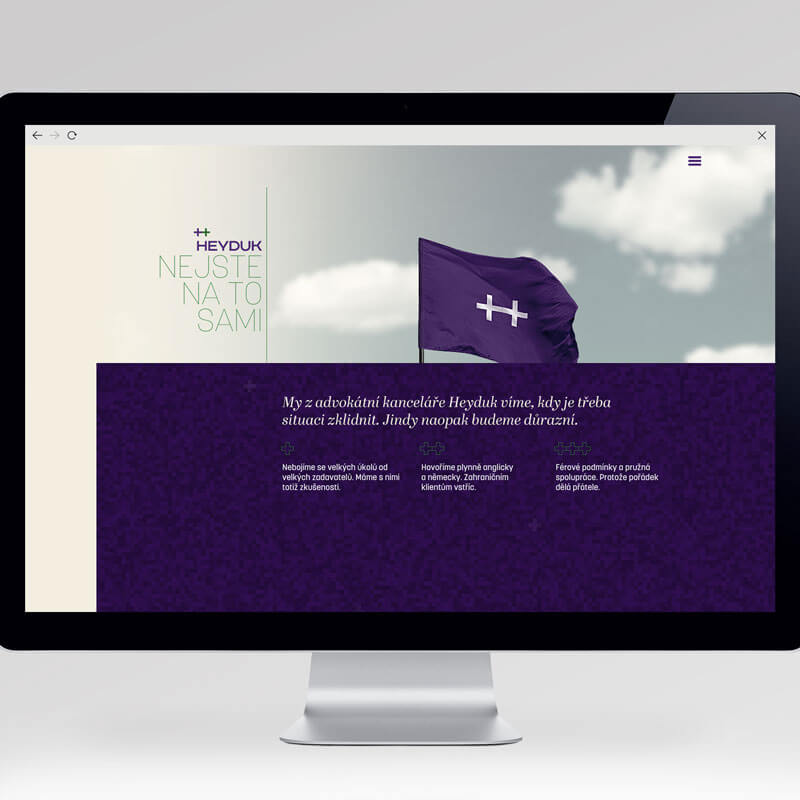 HEYDUK
NEJSTE
NA TO
SAMI
My z advokátní kanceláře Heyduk víme, kdy je třeba
situaci zklidnit. Jindy naopak budeme důrazní.
Nebojíme se velkých úkolů od
velkých zadavatelů. Máme s nimi
totiž zkušenosti.
Hovoříme plynně anglicky
a německy. Zahraničním
klientům vstříc.
Férové podmínky a pružná
spolupráce. Protože pořádek
dělá přátele.